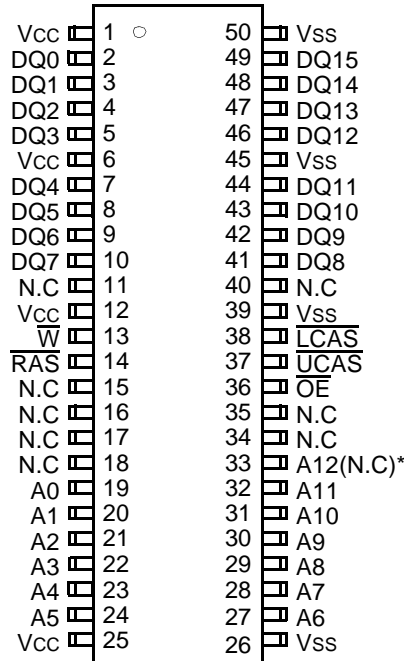 VCC 1 50 VSS
DQ0 2 49 DQ15
DQ1 3 48 DQ14
DQ2 4 47 DQ13
DQ3 5 46 DQ12
VCC 6 45 VSS
DQ4 7 44 DQ11
DQ5 8 43 DQ10
DQ6 9 42 DQ9
DQ7 10 41 DQ8
N.C 11 40 N.C
VCC 12 39 VSS
W̅ 13 38 L̅C̅A̅S̅
R̅A̅S̅ 14 37 U̅C̅A̅S̅
N.C 15 36 O̅E̅
N.C 16 35 N.C
N.C 17 34 N.C
N.C 18 33 A12(N.C)*
A0 19 32 A11
A1 20 31 A10
A2 21 30 A9
A3 22 29 A8
A4 23 28 A7
A5 24 27 A6
VCC 25 26 VSS